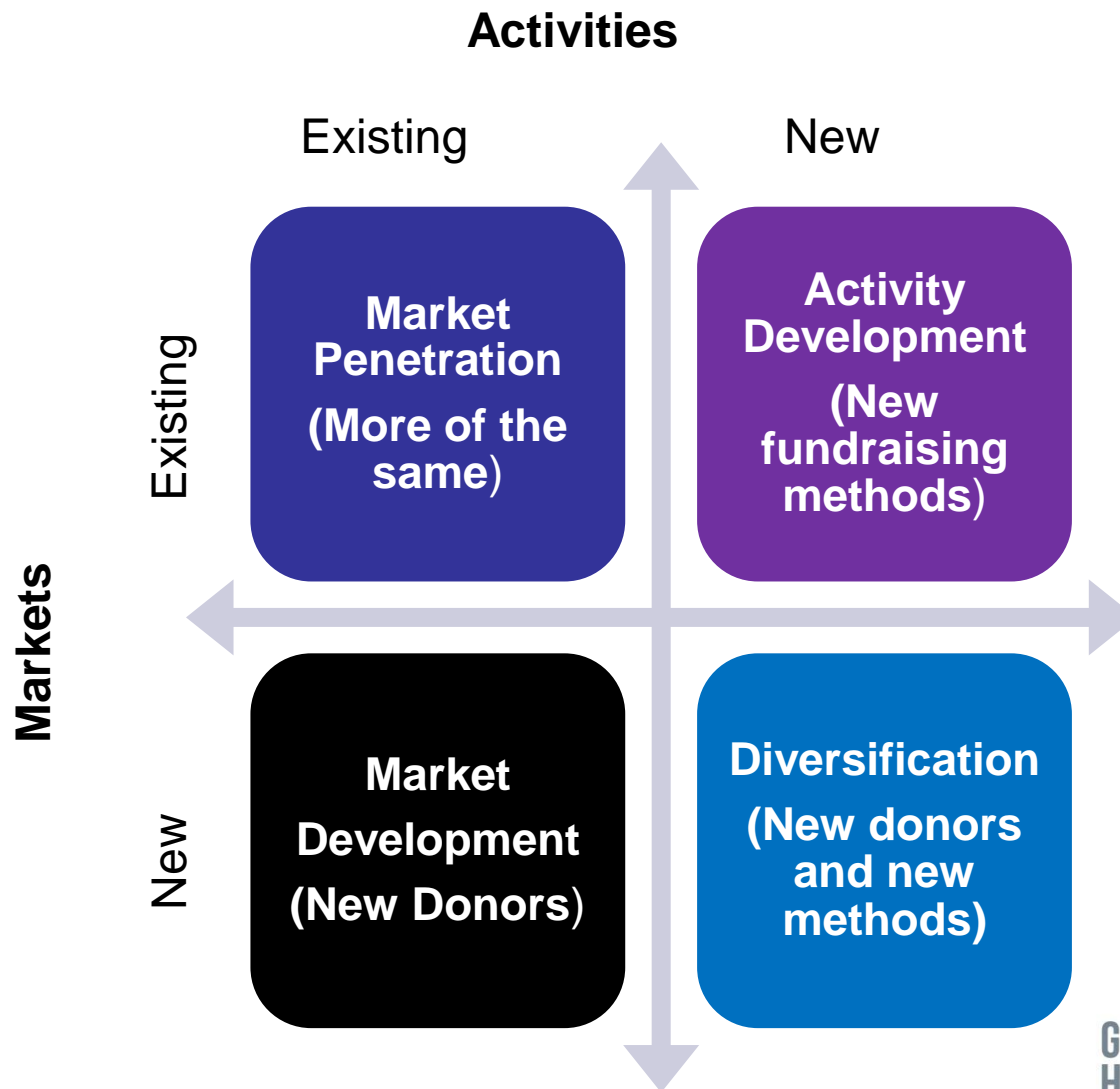 Activities
Existing
New
Existing
Market
Penetration
(More of the
same)
Activity
Development
(New
fundraising
methods)
Markets
New
Market
Development
(New Donors)
Diversification
(New donors
and new
methods)